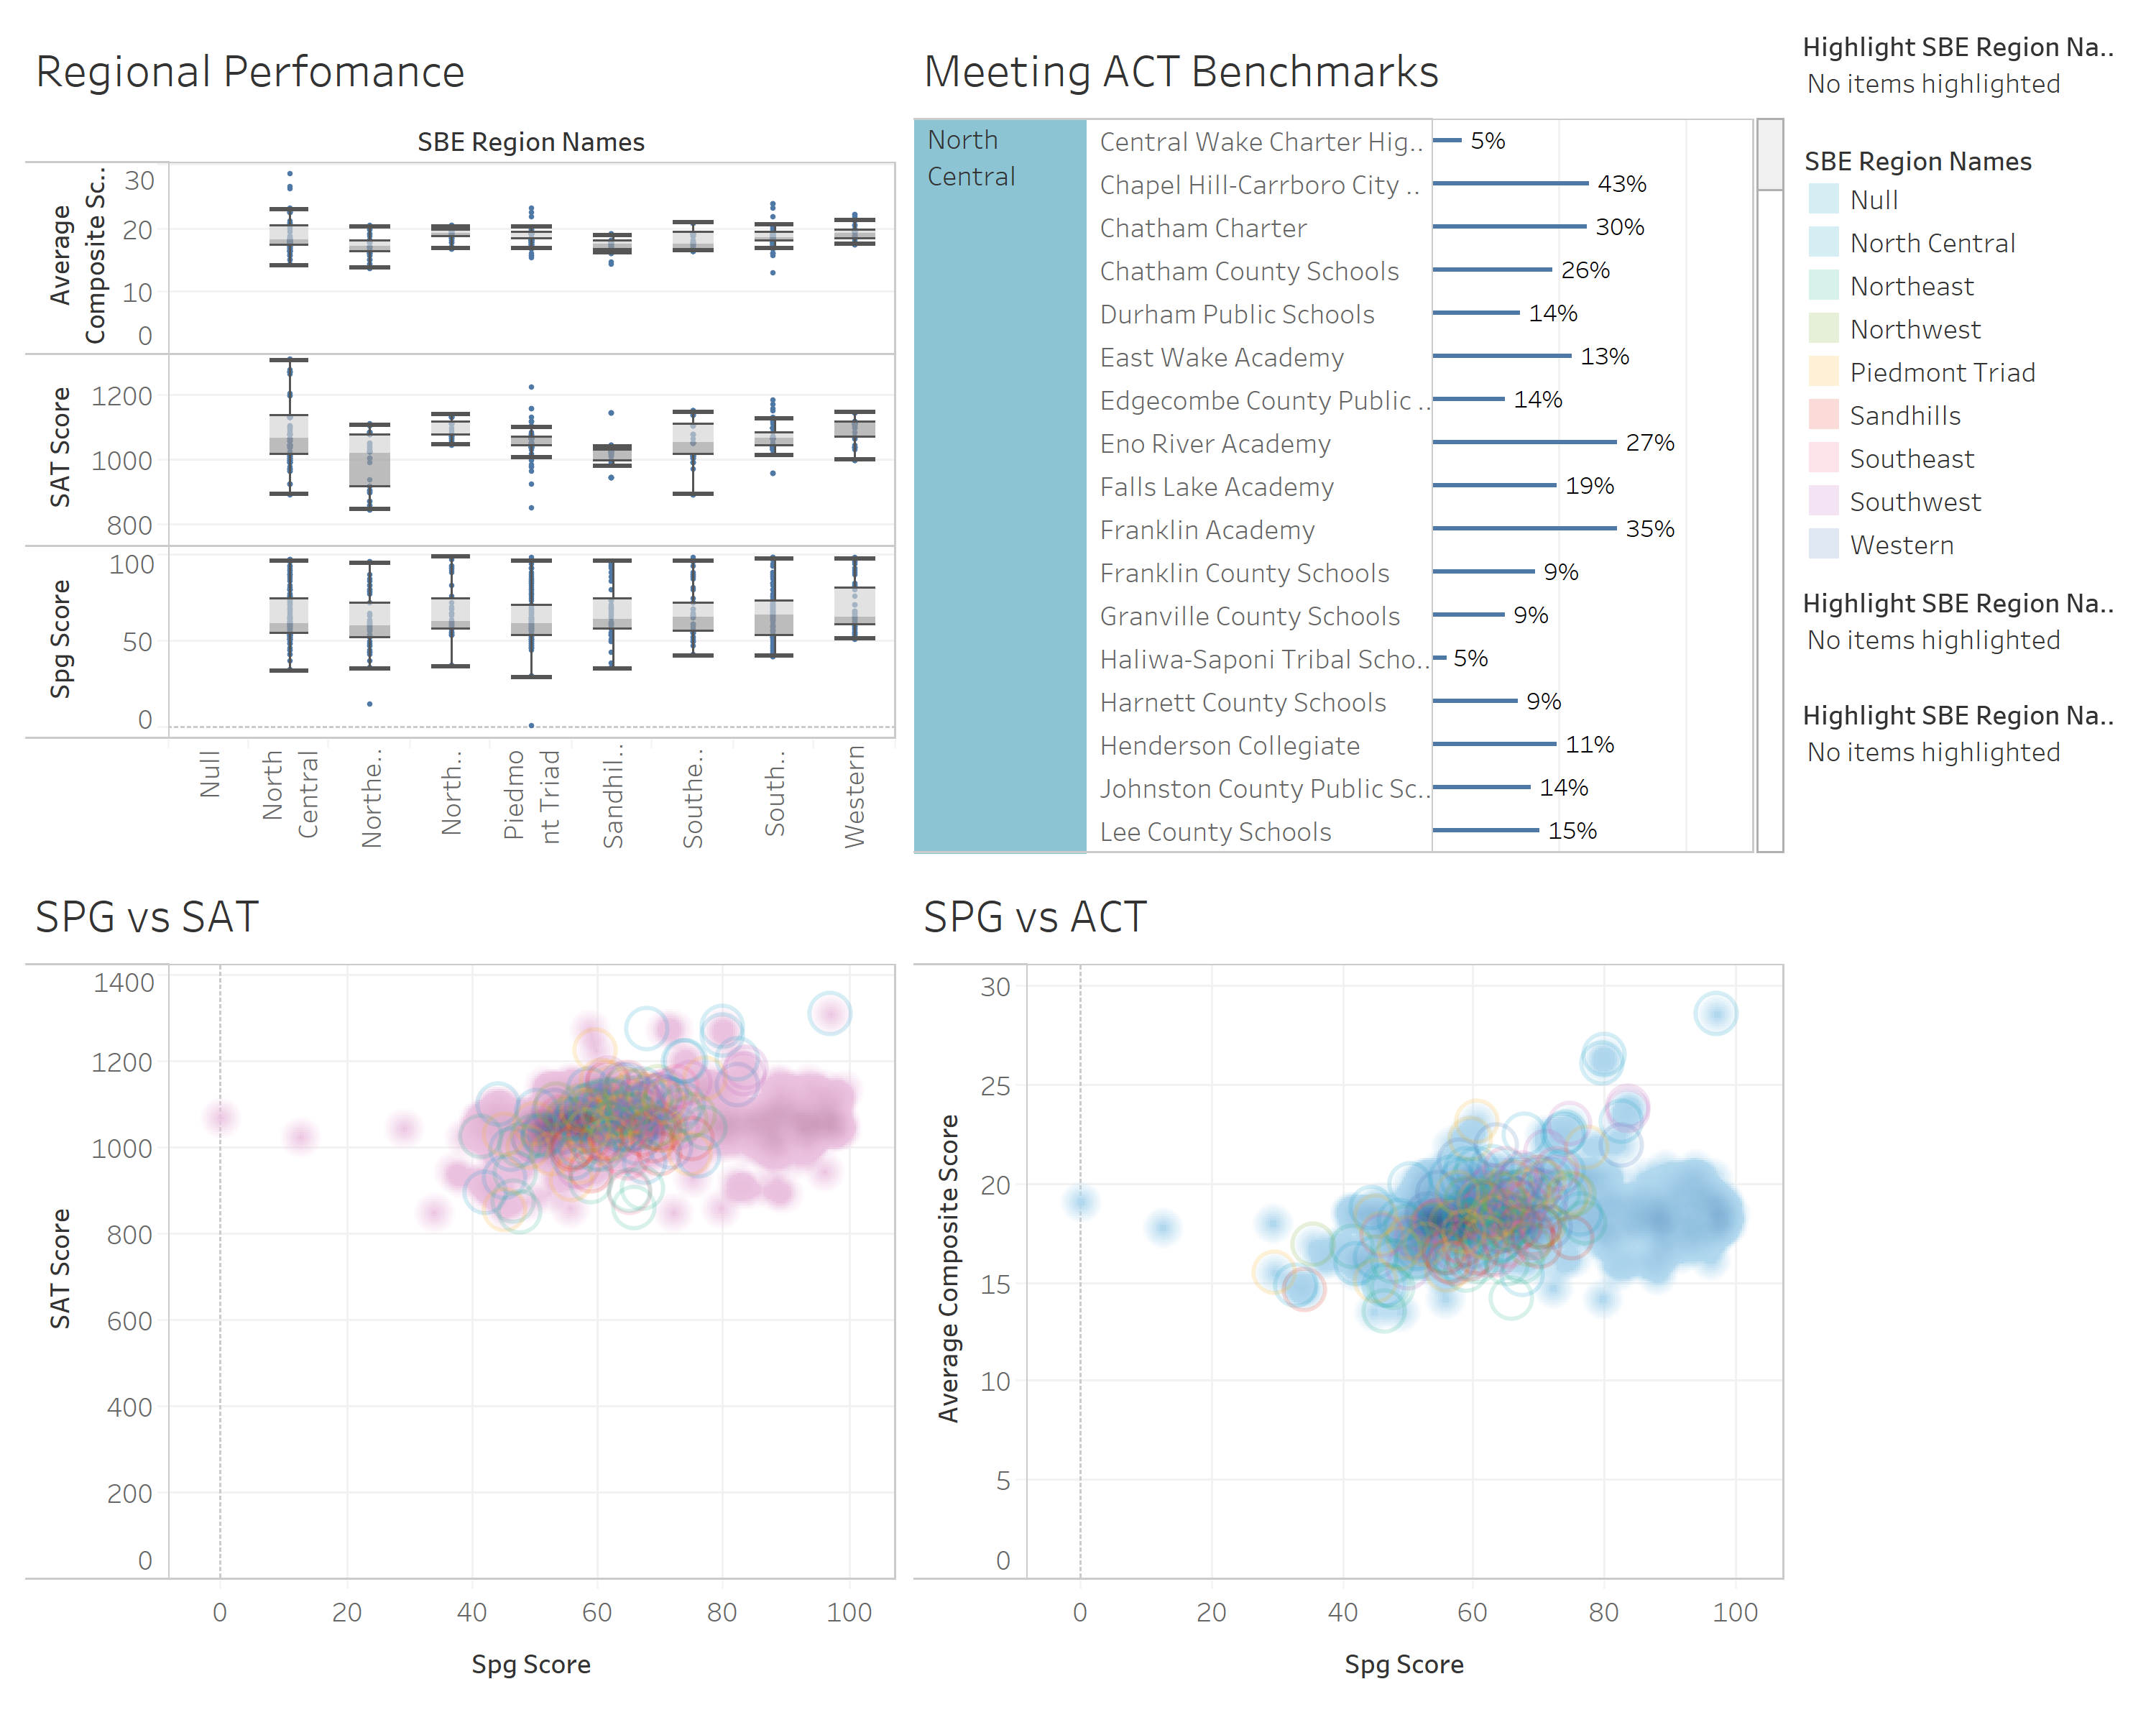 Regional Perfomance
SBE Region Names
Average
Composite Sc..
30
20
10
0
SAT Score
1200
1000
800
Spg Score
100
50
0
Null
North
Central
Northe..
North..
Piedmo
nt Triad
Sandhil..
Southe..
South..
Western
Meeting ACT Benchmarks
North
Central
Central Wake Charter Hig.. 5%
Chapel Hill-Carrboro City .. 43%
Chatham Charter 30%
Chatham County Schools 26%
Durham Public Schools 14%
East Wake Academy 13%
Edgecombe County Public .. 14%
Eno River Academy 27%
Falls Lake Academy 19%
Franklin Academy 35%
Franklin County Schools 9%
Granville County Schools 9%
Haliwa-Saponi Tribal Scho.. 5%
Harnett County Schools 9%
Henderson Collegiate 11%
Johnston County Public Sc.. 14%
Lee County Schools 15%
Highlight SBE Region Na..
No items highlighted
SBE Region Names
Null
North Central
Northeast
Northwest
Piedmont Triad
Sandhills
Southeast
Southwest
Western
Highlight SBE Region Na..
No items highlighted
Highlight SBE Region Na..
No items highlighted
SPG vs SAT
SAT Score
1400
1200
1000
800
600
400
200
0
0 20 40 60 80 100
Spg Score
SPG vs ACT
Average Composite Score
30
25
20
15
10
5
0
0 20 40 60 80 100
Spg Score